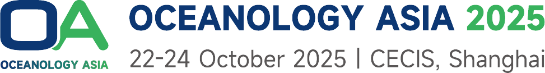 OA
OCEANOLOGY ASIA
OCEANOLOGY ASIA 2025
22-24 October 2025 | CECIS, Shanghai